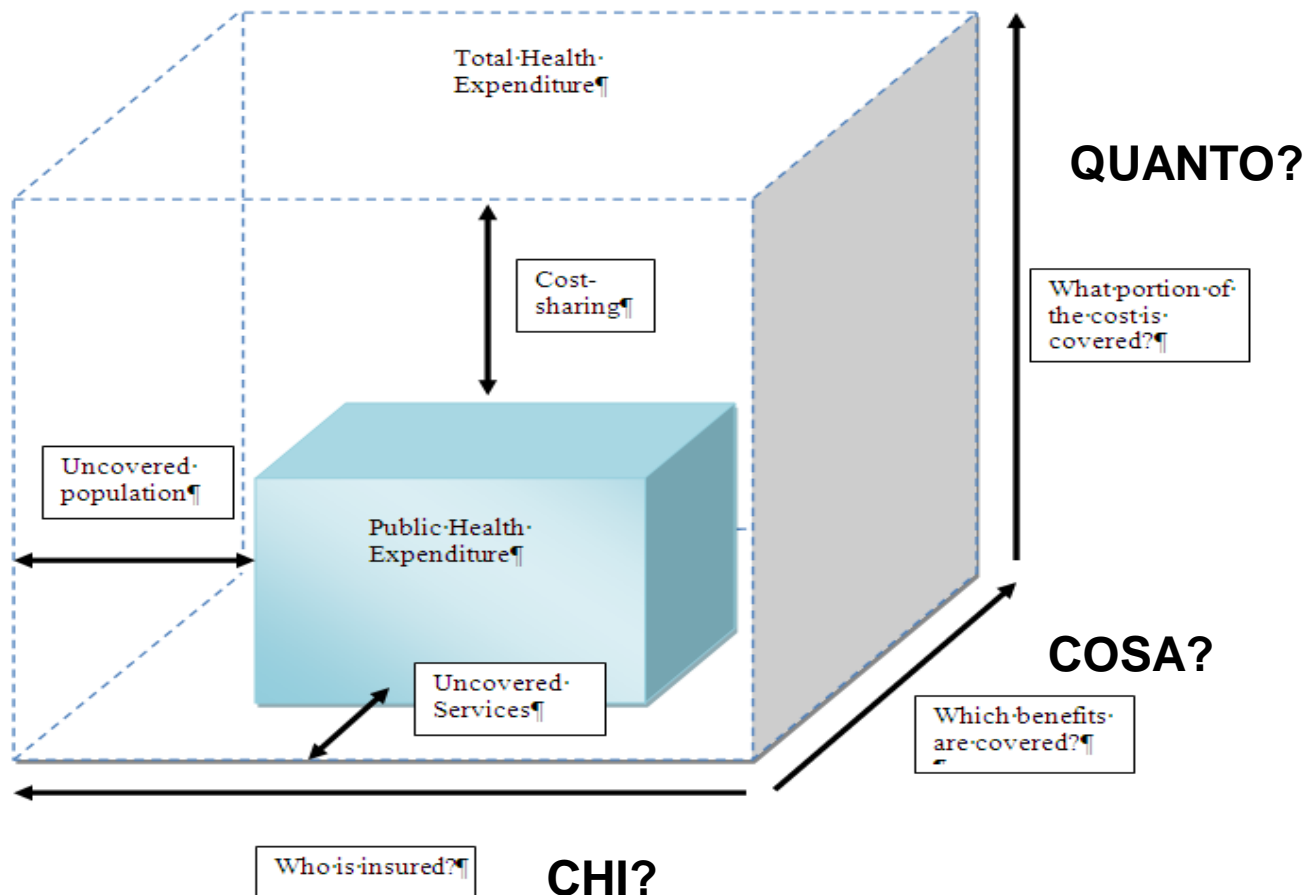 Total·Health·
Expenditure¶
QUANTO?
Cost-
sharing¶
What·portion·of·
the·cost·is·
covered?¶
Uncovered·
population¶
Public·Health·
Expenditure¶
COSA?
Uncovered·
Services¶
Which·benefits·
are·covered?¶
¶
Who·is·insured?¶
CHI?